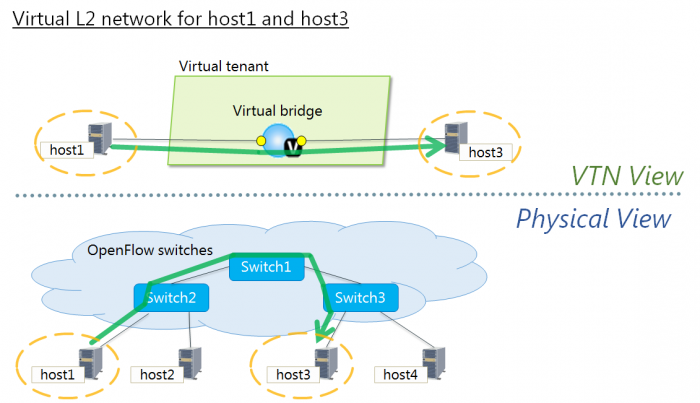 Virtual L2 network for host1 and host3
Virtual tenant
Virtual bridge
V
host1
host3
VTN View
Physical View
OpenFlow switches
Switch1
Switch2
Switch3
host1
host2
host3
host4